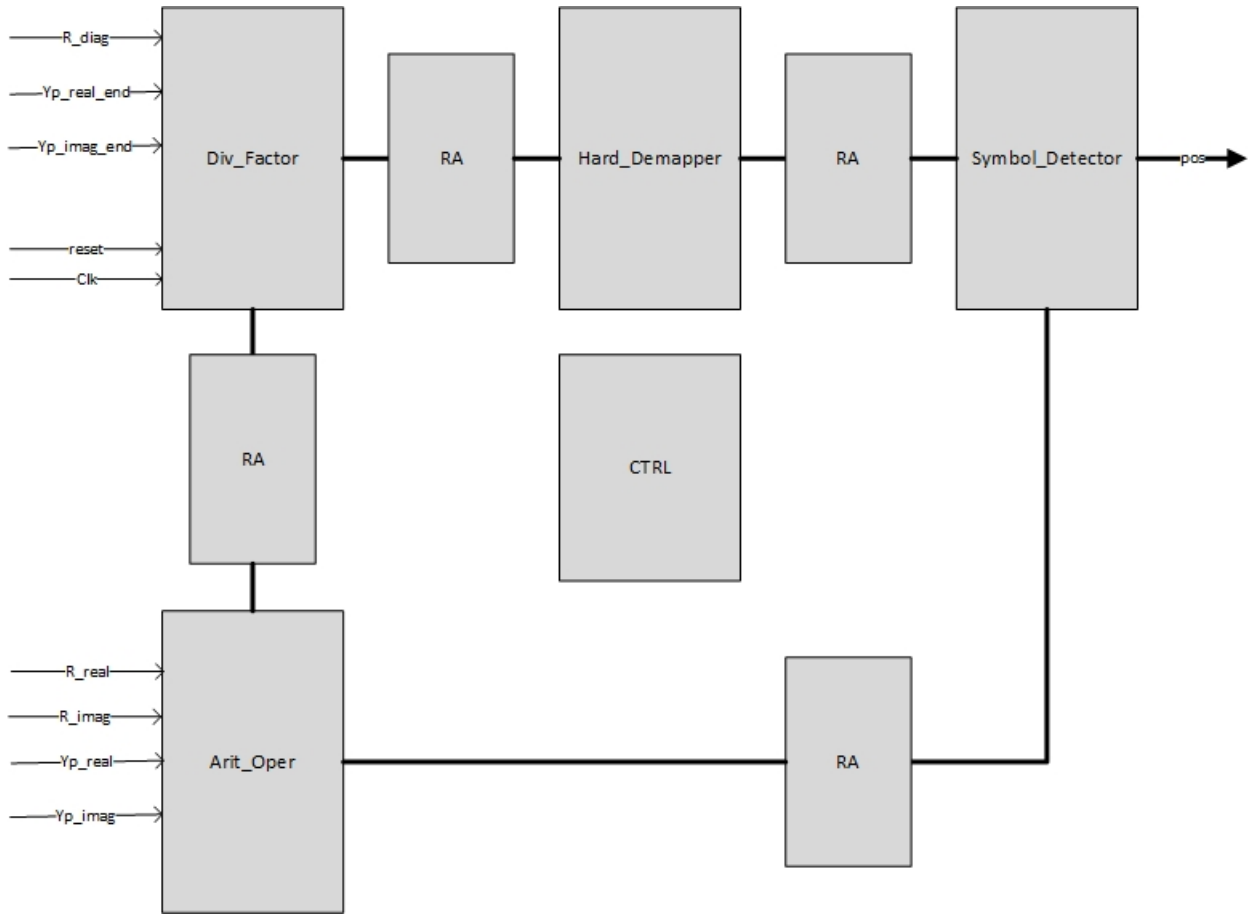 R_diag
Yp_real_end
Yp_imag_end
reset
Clk
Div_Factor
RA
Hard_Demapper
RA
Symbol_Detector
pos
RA
CTRL
R_real
R_imag
Yp_real
Yp_imag
Arit_Oper
RA